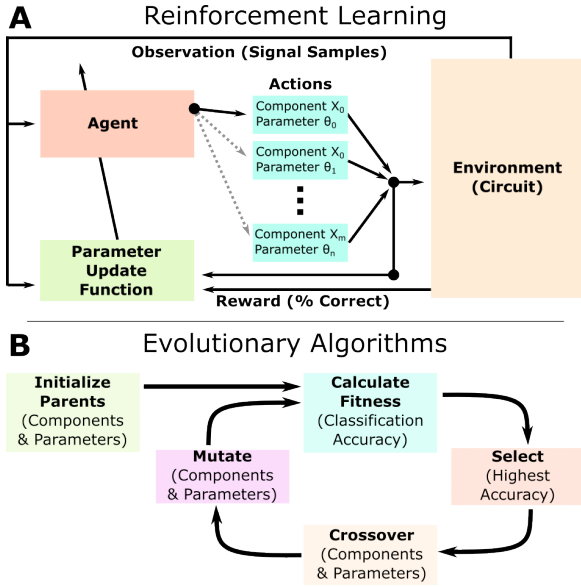 A
Reinforcement Learning
Observation (Signal Samples)
Actions
Agent
Component X₀
Parameter θ₀
Component X₀
Parameter θ₁
Component Xₘ
Parameter θₙ
Environment
(Circuit)
Parameter
Update
Function
Reward (% Correct)
B
Evolutionary Algorithms
Initialize
Parents
(Components
& Parameters)
Calculate
Fitness
(Classification
Accuracy)
Select
(Highest
Accuracy)
Mutate
(Components
& Parameters)
Crossover
(Components
& Parameters)